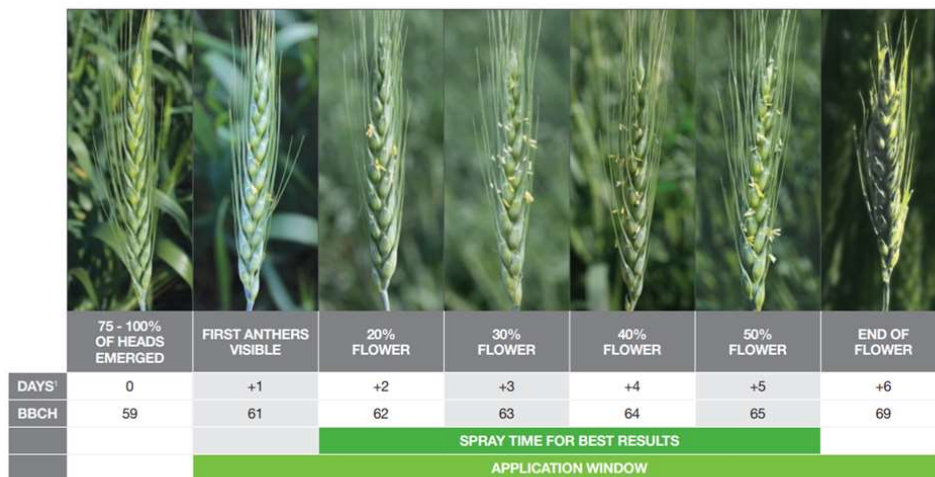 75 - 100%
OF HEADS
EMERGED
FIRST ANTHERS
VISIBLE
20%
FLOWER
30%
FLOWER
40%
FLOWER
50%
FLOWER
END OF
FLOWER
DAYS¹ 0 +1 +2 +3 +4 +5 +6
BBCH 59 61 62 63 64 65 69
SPRAY TIME FOR BEST RESULTS
APPLICATION WINDOW